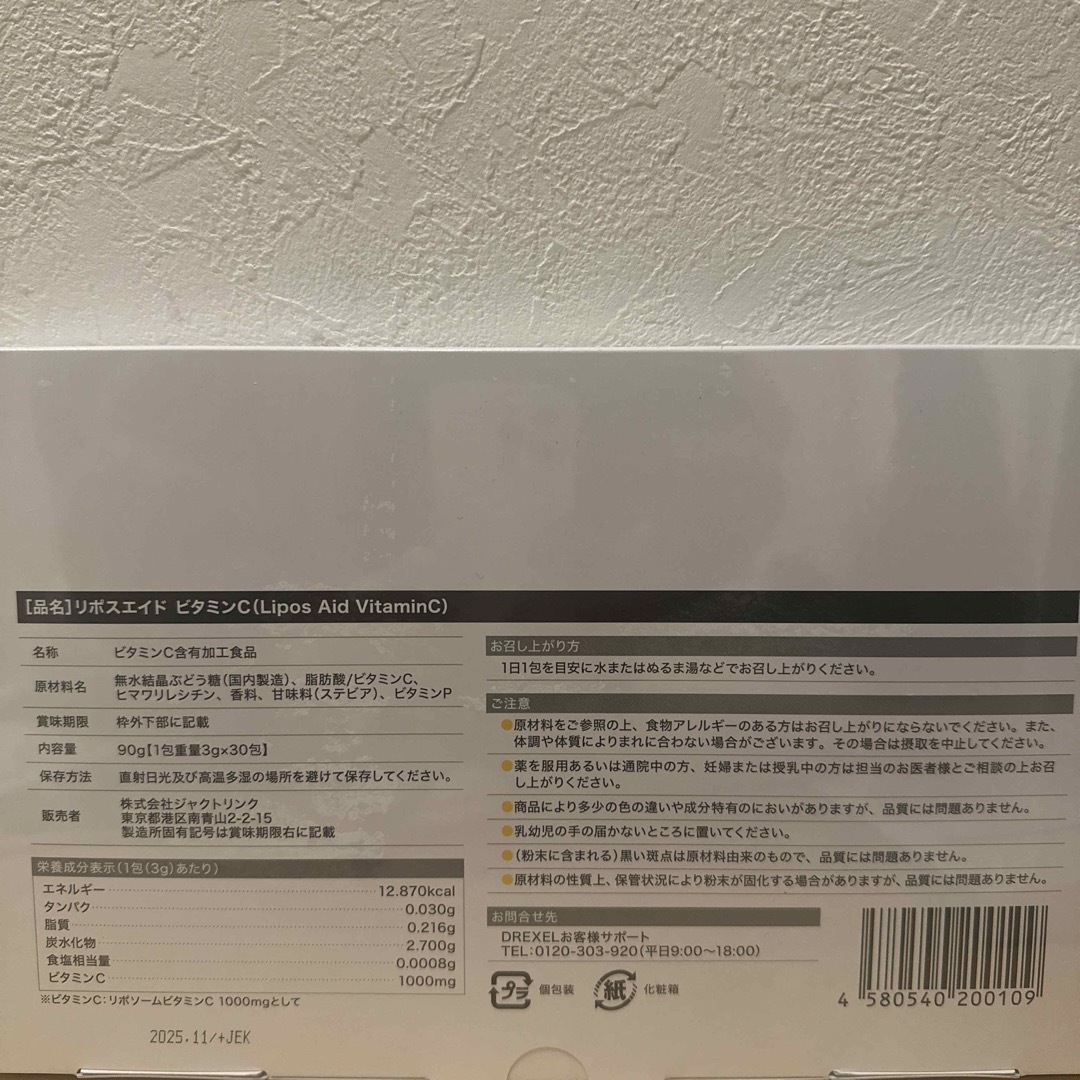 [品名]リポスエイド ビタミンC(Lipos Aid VitaminC)
名称 ビタミンC含有加工食品
原材料名 無水結晶ぶどう糖(国内製造)、脂肪酸/ビタミンC、
ヒマワリレシチン、香料、甘味料(ステビア)、ビタミンP
賞味期限 枠外下部に記載
内容量 90g【1包重量3g×30包】
保存方法 直射日光及び高温多湿の場所を避けて保存してください。
販売者 株式会社ジャクトリンク
東京都港区南青山2-2-15
製造所固有記号は賞味期限右に記載
栄養成分表示(1包(3g)あたり)
エネルギー 12.870kcal
タンパク 0.030g
脂質 0.216g
炭水化物 2.700g
食塩相当量 0.0008g
ビタミンC 1000mg
※ビタミンC:リポソームビタミンC 1000mgとして
2025.11/+JEK
お召し上がり方
1日1包を目安に水またはぬるま湯などでお召し上がりください。
ご注意
●原材料をご参照の上、食物アレルギーのある方はお召し上がりにならないでください。また、
体調や体質によりまれに合わない場合がございます。その場合は摂取を中止してください。
●薬を服用あるいは通院中の方、妊婦または授乳中の方は担当のお医者様とご相談の上お召
し上がりください。
●商品により多少の色の違いや成分特有のにおいがありますが、品質には問題ありません。
●乳幼児の手の届かないところに置いてください。
●(粉末に含まれる)黒い斑点は原材料由来のもので、品質には問題ありません。
●原材料の性質上、保管状況により粉末が固化する場合がありますが、品質には問題ありません。
お問合せ先
DREXELお客様サポート
TEL:0120-303-920(平日9:00〜18:00)
プラ 個包装 紙 化粧箱
4 580540 200109